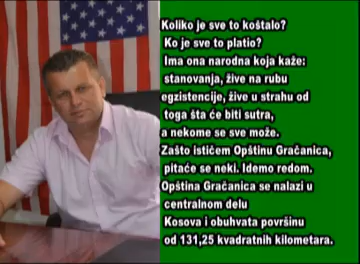 Koliko je sve to koštalo?
Ko je sve to platio?
Ima ona narodna koja kaže:
stanovanja, žive na rubu
egzistencije, žive u strahu od
toga šta će biti sutra,
a nekome se sve može.
Zašto ističem Opštinu Gračanica,
pitaće se neki. Idemo redom.
Opština Gračanica se nalazi u
centralnom delu
Kosova i obuhvata površinu
od 131,25 kvadratnih kilometara.